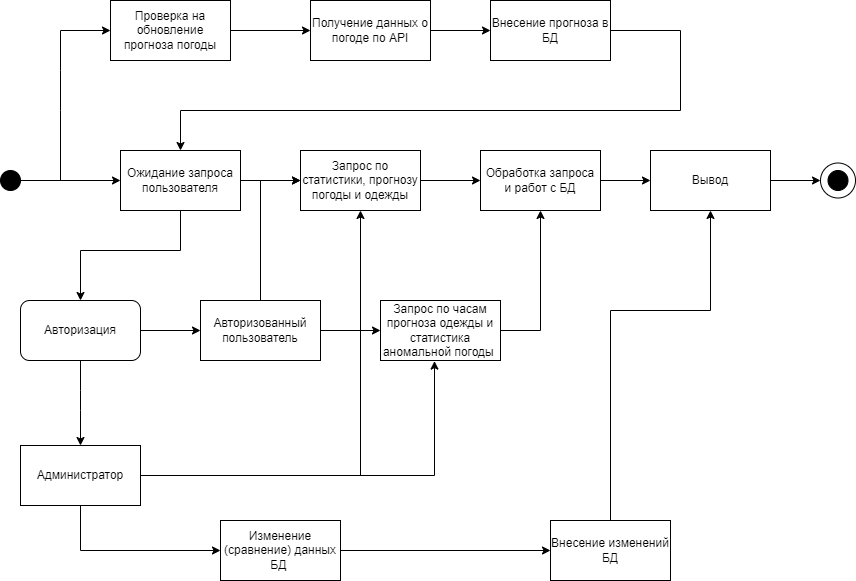 Проверка на
обновление
прогноза погоды
Получение данных о
погоде по API
Внесение прогноза в
БД
Ожидание запроса
пользователя
Запрос по
статистики, прогнозу
погоды и одежды
Обработка запроса
и работ с БД
Вывод
Авторизация
Авторизованный
пользователь
Запрос по часам
прогноза одежды и
статистика
аномальной погоды
Администратор
Изменение
(сравнение) данных
БД
Внесение изменений
БД